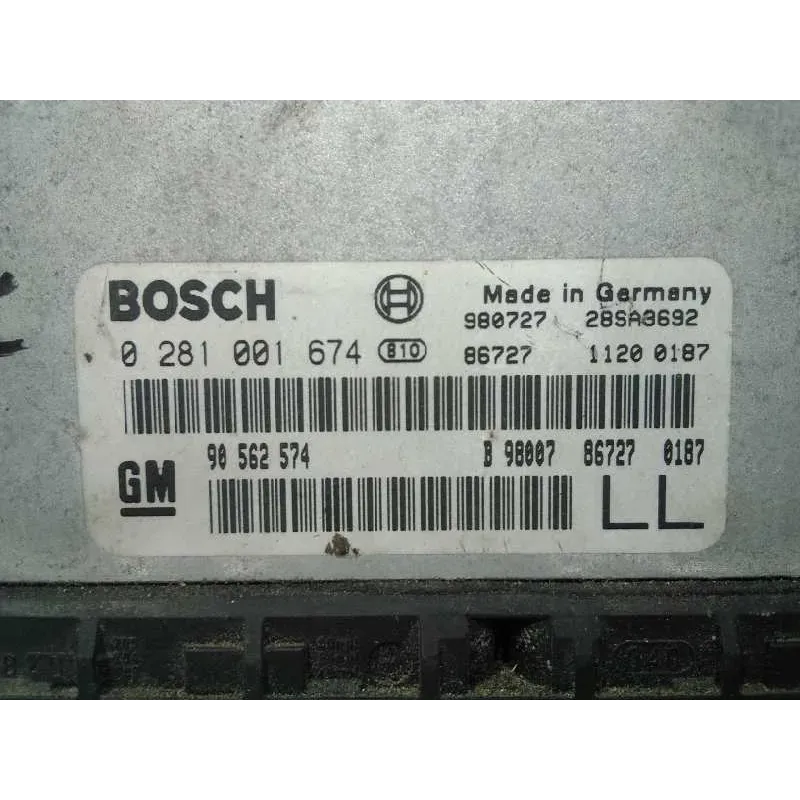 BOSCH Made in Germany
980727 28SA3692
0 281 001 674 810 86727 1120 0187
90 562 574 B 98007 86727 0187
GM LL